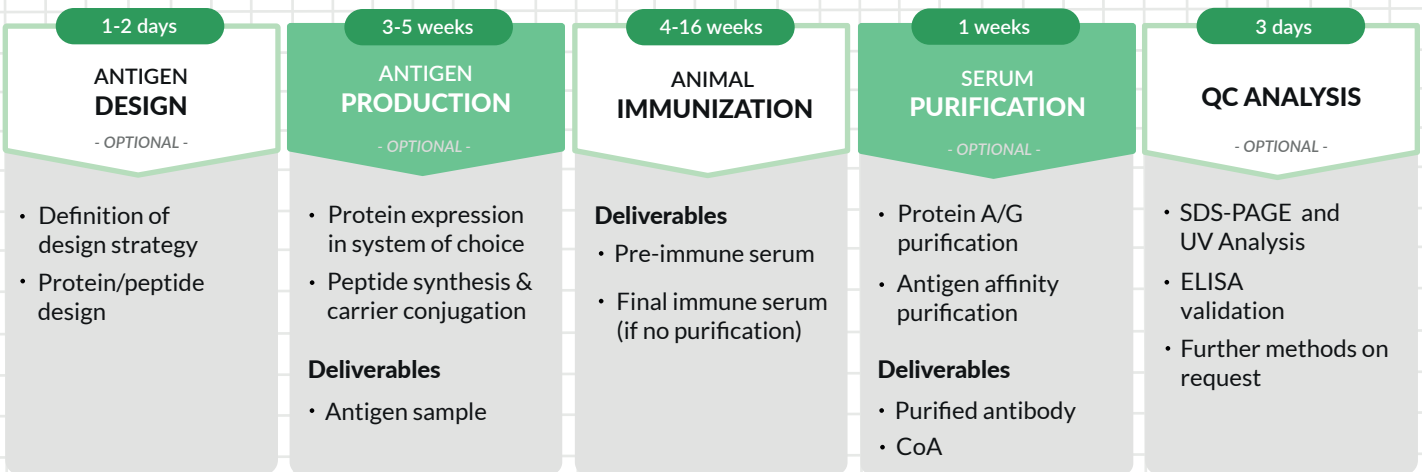 1-2 days
ANTIGEN
DESIGN
- OPTIONAL -
• Definition of
design strategy
• Protein/peptide
design
3-5 weeks
ANTIGEN
PRODUCTION
- OPTIONAL -
• Protein expression
in system of choice
• Peptide synthesis &
carrier conjugation
Deliverables
• Antigen sample
4-16 weeks
ANIMAL
IMMUNIZATION
Deliverables
• Pre-immune serum
• Final immune serum
(if no purification)
1 weeks
SERUM
PURIFICATION
- OPTIONAL -
• Protein A/G
purification
• Antigen affinity
purification
Deliverables
• Purified antibody
• CoA
3 days
QC ANALYSIS
- OPTIONAL -
• SDS-PAGE and
UV Analysis
• ELISA
validation
• Further methods on
request